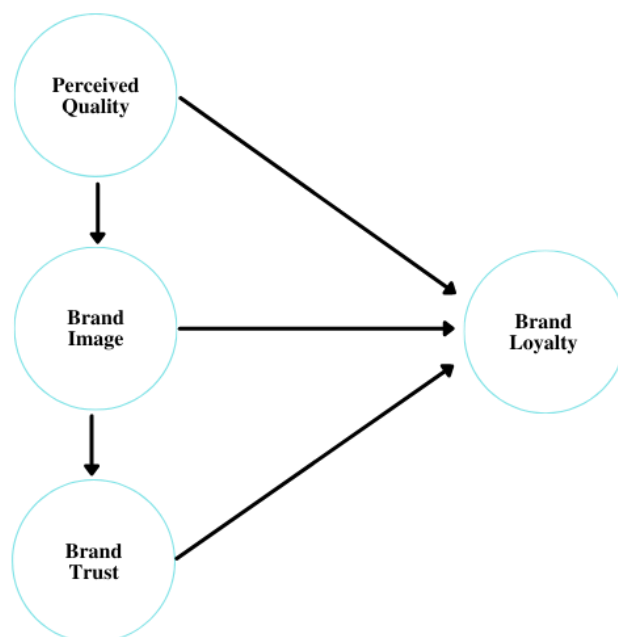 Perceived
Quality
Brand
Image
Brand
Loyalty
Brand
Trust